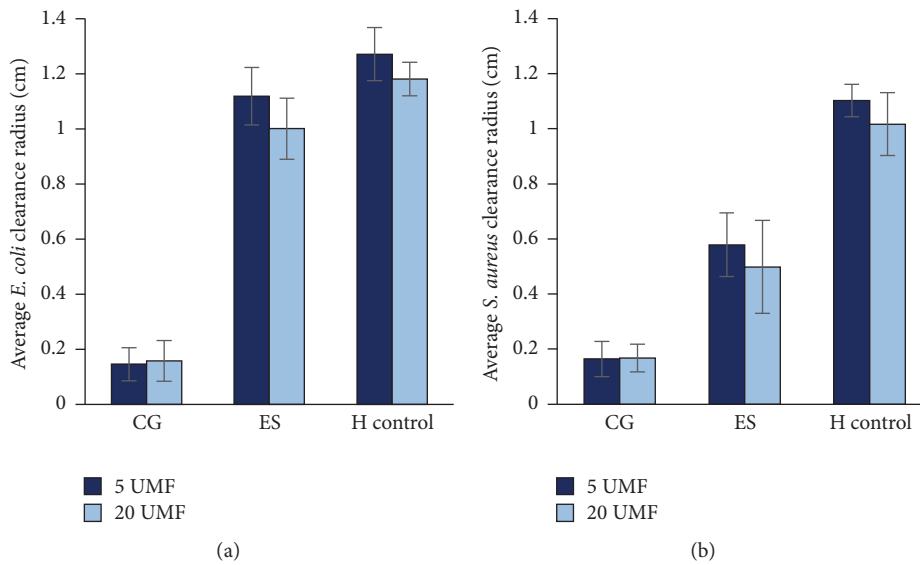 Average E. coli clearance radius (cm)
1.4
1.2
1
0.8
0.6
0.4
0.2
0
CG
ES
H control
5 UMF
20 UMF
(a)
Average S. aureus clearance radius (cm)
1.4
1.2
1
0.8
0.6
0.4
0.2
0
CG
ES
H control
5 UMF
20 UMF
(b)